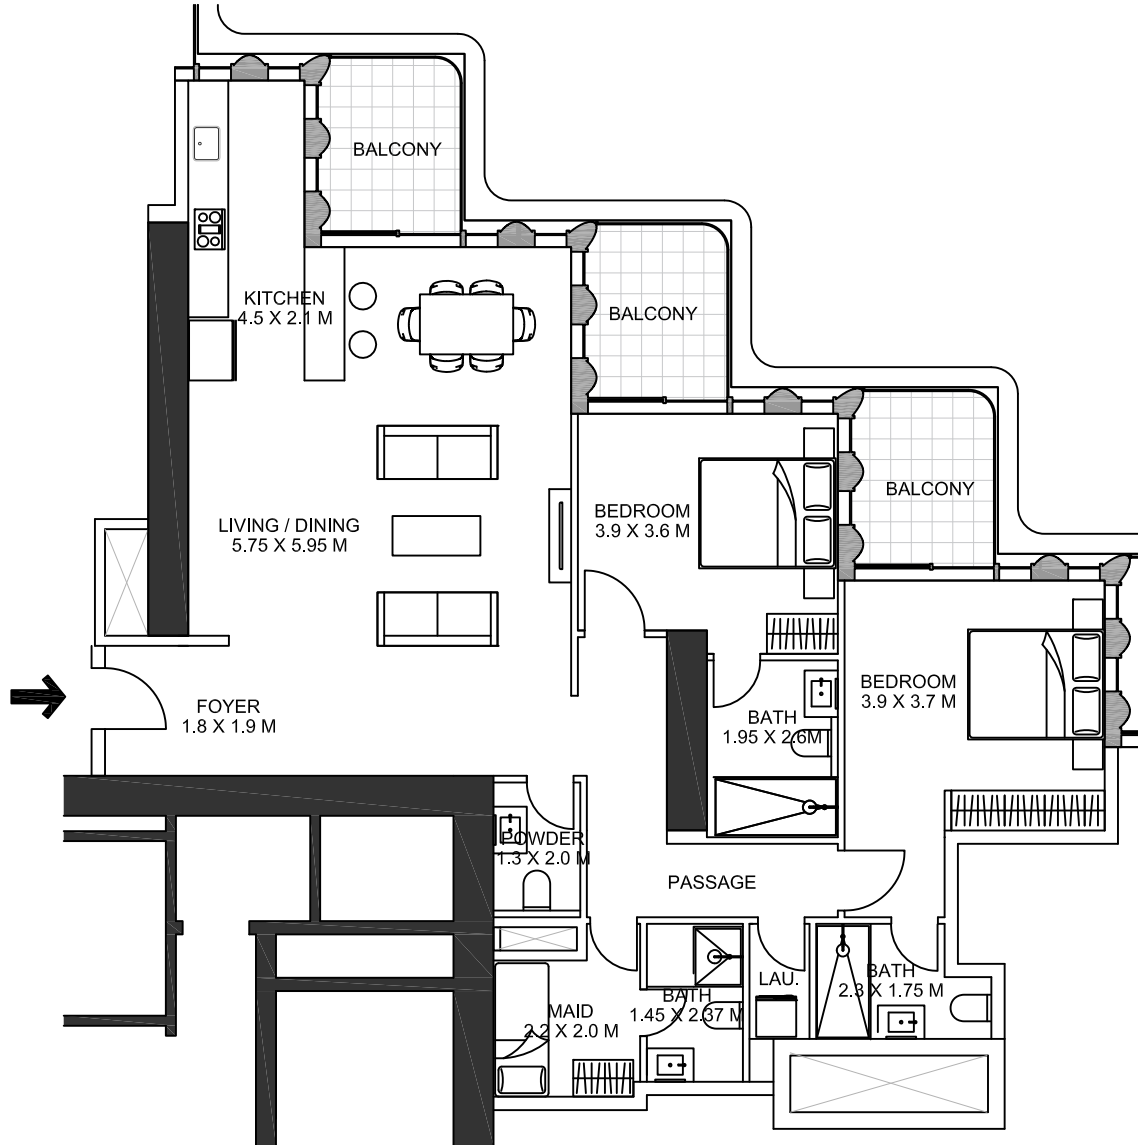 BALCONY
KITCHEN
4.5 X 2.1 M
BALCONY
BALCONY
BEDROOM
3.9 X 3.6 M
LIVING / DINING
5.75 X 5.95 M
BEDROOM
3.9 X 3.7 M
FOYER
1.8 X 1.9 M
BATH
1.95 X 2.6M
POWDER
1.3 X 2.0 M
PASSAGE
LAU.
BATH
2.3 X 1.75 M
BATH
1.45 X 2.37 M
MAID
2.2 X 2.0 M